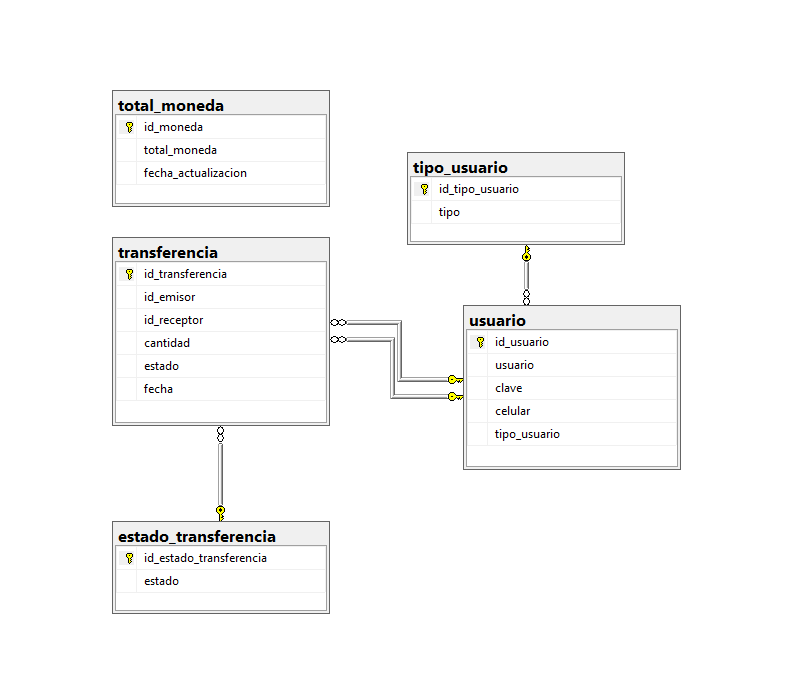 total_moneda
id_moneda
total_moneda
fecha_actualizacion
tipo_usuario
id_tipo_usuario
tipo
transferencia
id_transferencia
id_emisor
id_receptor
cantidad
estado
fecha
usuario
id_usuario
usuario
clave
celular
tipo_usuario
estado_transferencia
id_estado_transferencia
estado